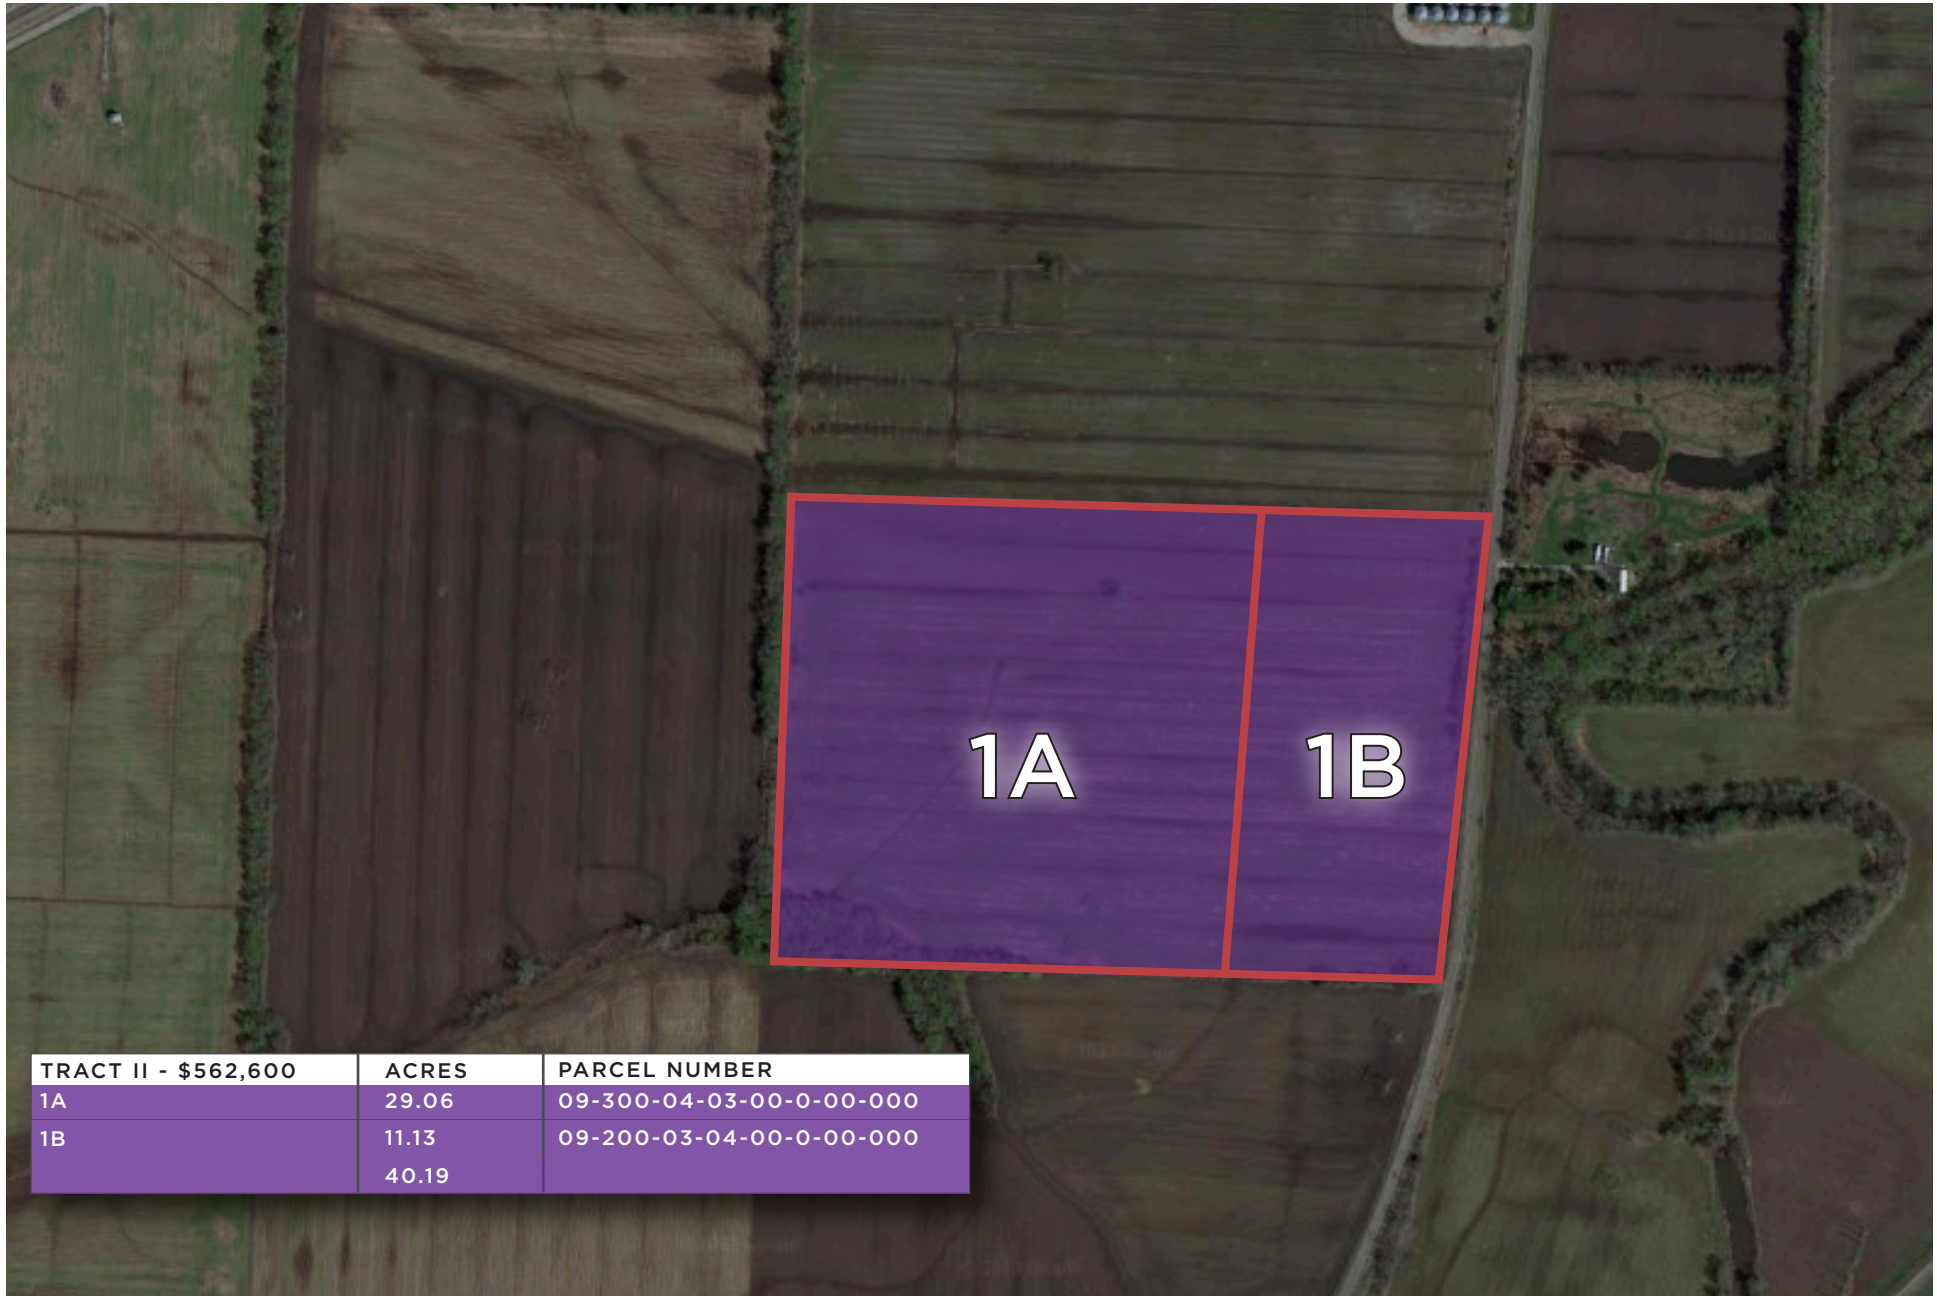 1A
1B
TRACT II - $562,600 ACRES PARCEL NUMBER
1A 29.06 09-300-04-03-00-0-00-000
1B 11.13 09-200-03-04-00-0-00-000
40.19